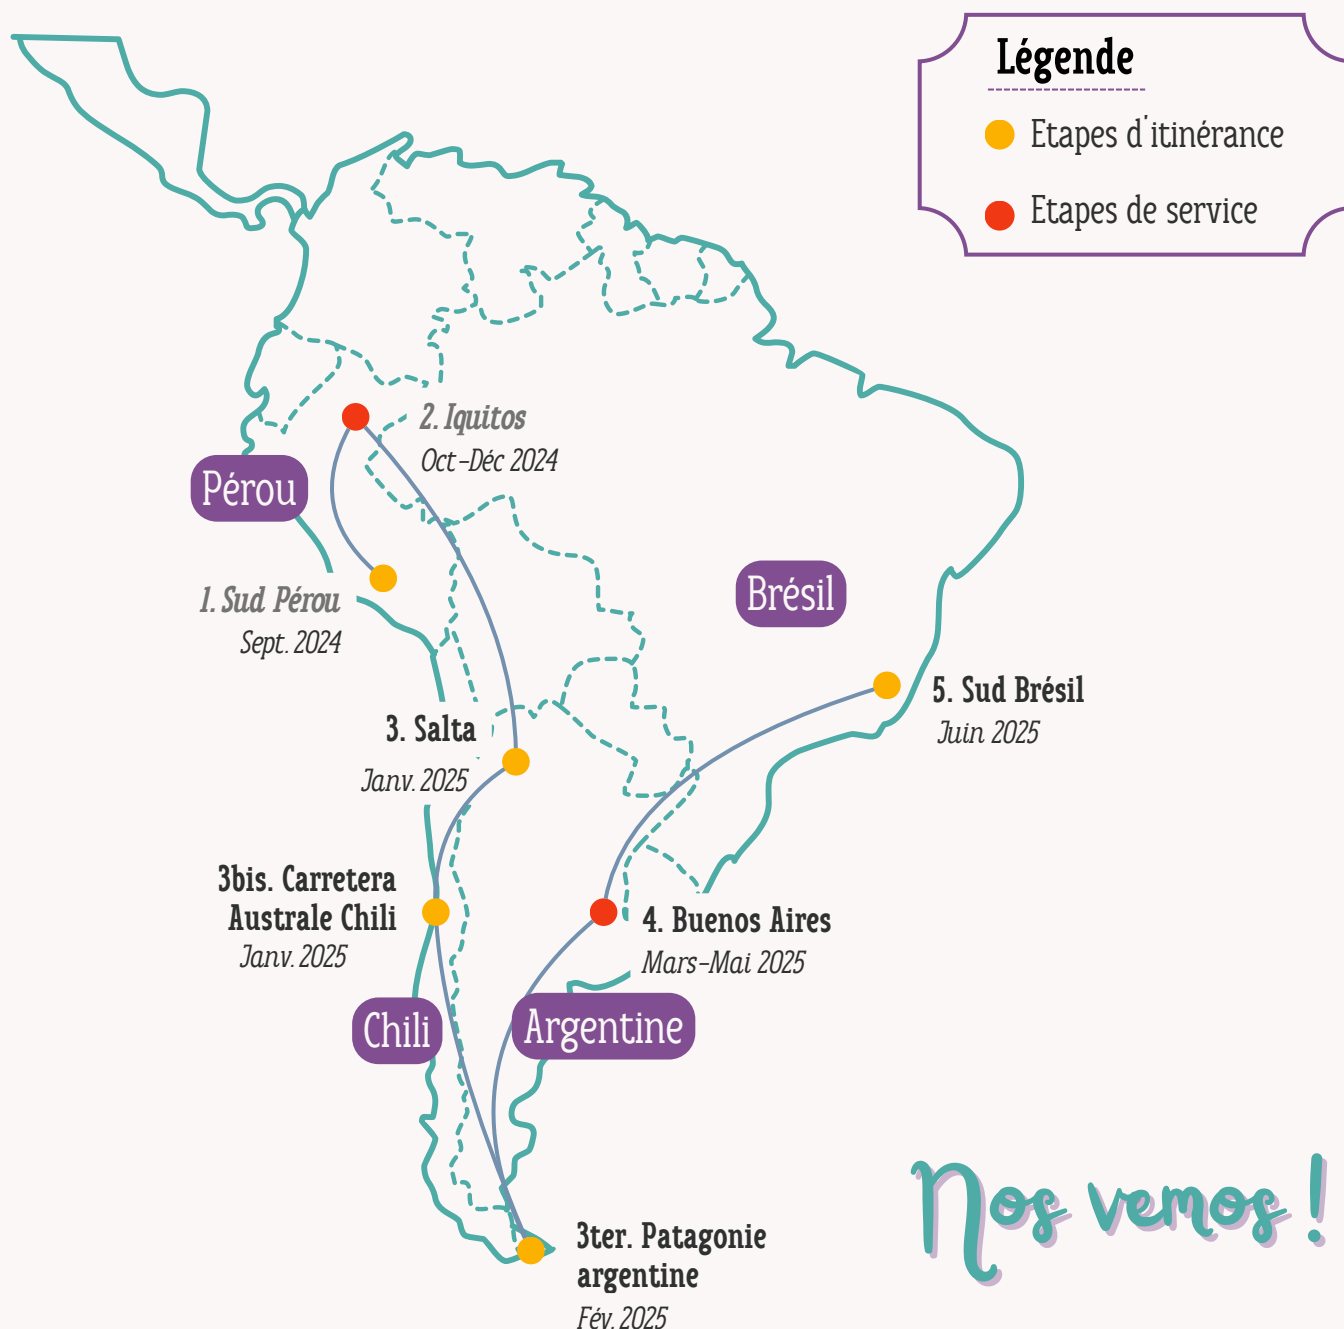 Légende
Etapes d'itinérance
Etapes de service
2. Iquitos
Oct-Déc 2024
Pérou
Brésil
1. Sud Pérou
Sept. 2024
5. Sud Brésil
Juin 2025
3. Salta
Janv. 2025
3bis. Carretera
Australe Chili
Janv. 2025
4. Buenos Aires
Mars-Mai 2025
Chili
Argentine
Nos vemos !
3ter. Patagonie
argentine
Fév. 2025